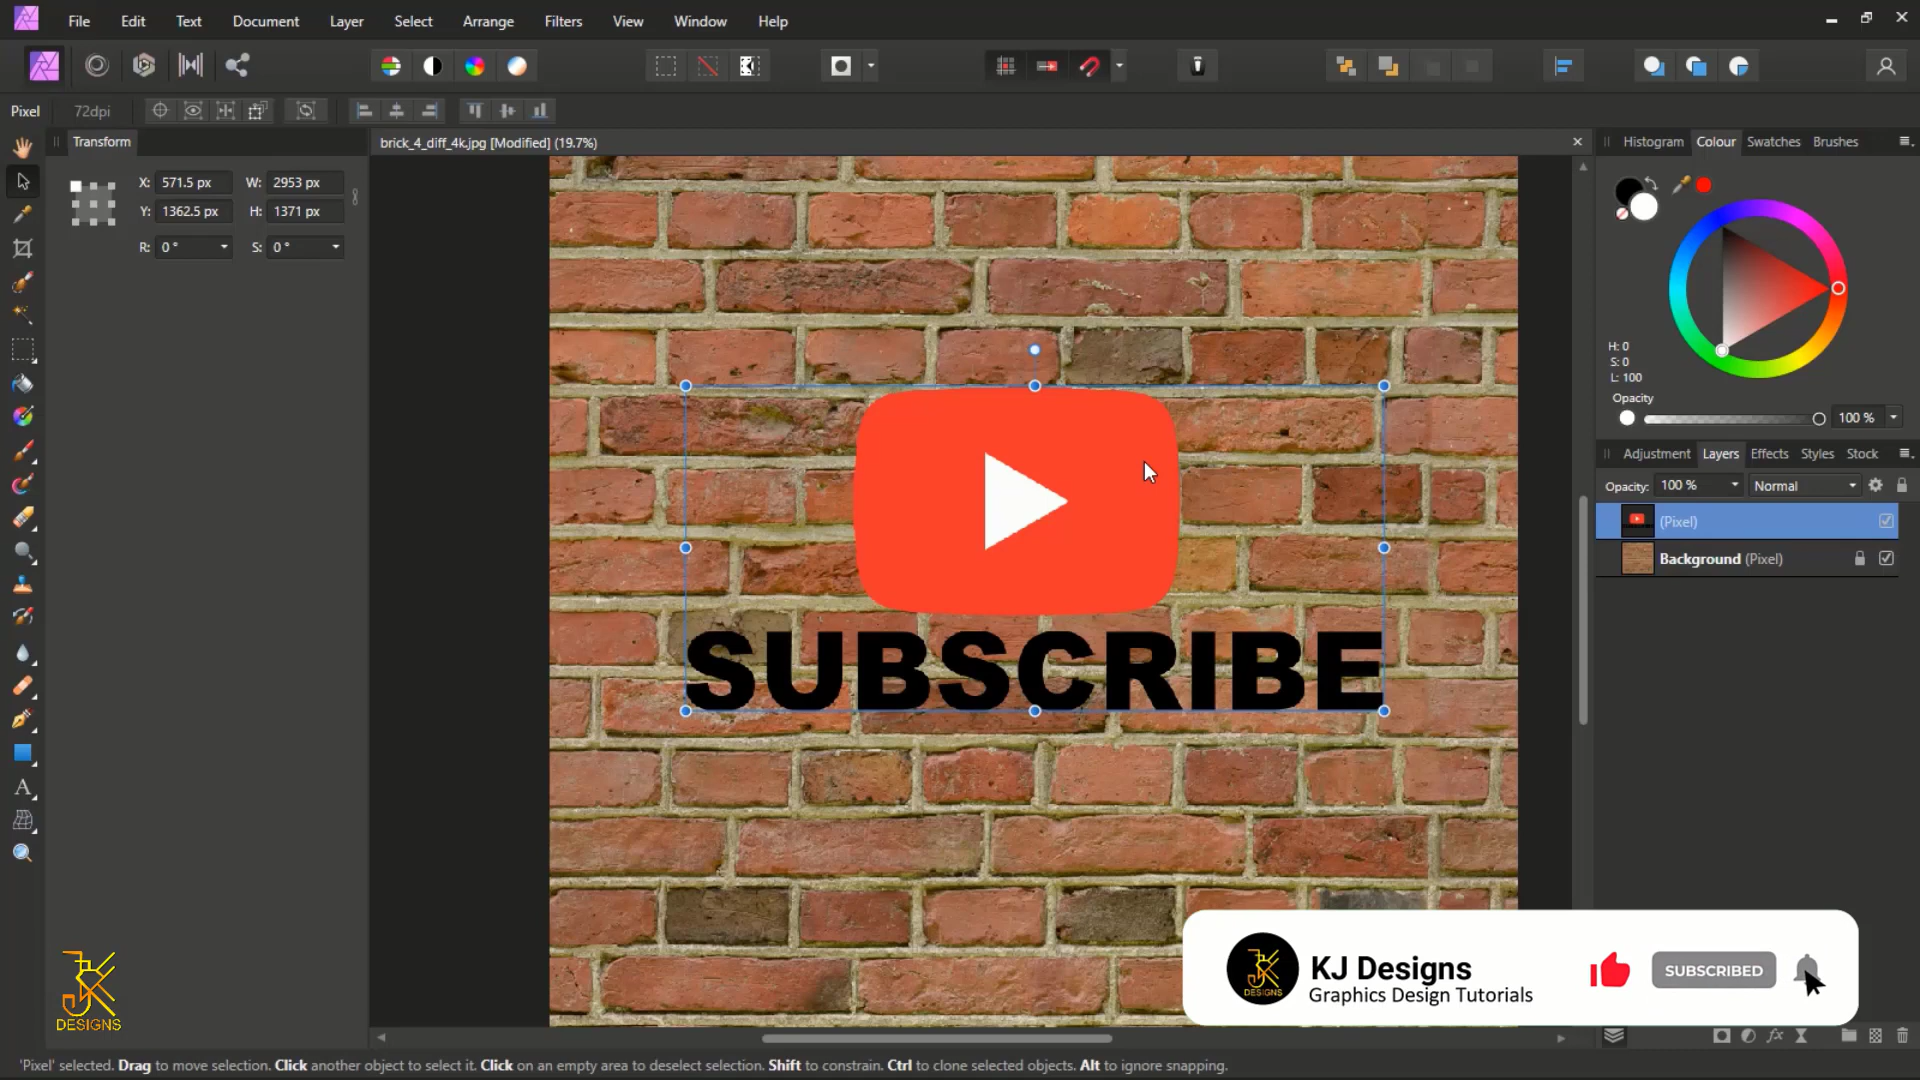 File Edit Text Document Layer Select Arrange Filters View Window Help
Pixel 72dpi
Transform
brick_4_diff_4k.jpg [Modified] (19.7%)
Histogram Colour Swatches Brushes
X: 571.5 px W: 2953 px
Y: 1362.5 px H: 1371 px
R: 0 ° S: 0 °
H: 0
S: 0
L: 100
Opacity
100 %
Adjustment Layers Effects Styles Stock
Opacity: 100 % Normal
(Pixel)
Background (Pixel)
SUBSCRIBE
KJ Designs
Graphics Design Tutorials
SUBSCRIBED
DESIGNS
DESIGNS
fx
'Pixel' selected. Drag to move selection. Click another object to select it. Click on an empty area to deselect selection. Shift to constrain. Ctrl to clone selected objects. Alt to ignore snapping.